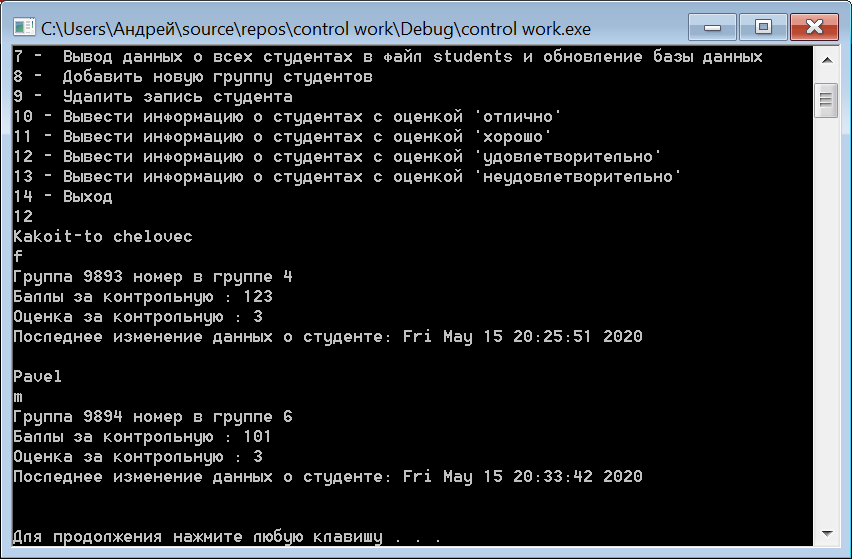 C:\Users\Андрей\source\repos\control work\Debug\control work.exe
7 -  Вывод данных о всех студентах в файл students и обновление базы данных
8 -  Добавить новую группу студентов
9 -  Удалить запись студента
10 - Вывести информацию о студентах с оценкой 'отлично'
11 - Вывести информацию о студентах с оценкой 'хорошо'
12 - Вывести информацию о студентах с оценкой 'удовлетворительно'
13 - Вывести информацию о студентах с оценкой 'неудовлетворительно'
14 - Выход
12
Kakoit-to chelovec
f
Группа 9893 номер в группе 4
Баллы за контрольную : 123
Оценка за контрольную : 3
Последнее изменение данных о студенте: Fri May 15 20:25:51 2020
Pavel
m
Группа 9894 номер в группе 6
Баллы за контрольную : 101
Оценка за контрольную : 3
Последнее изменение данных о студенте: Fri May 15 20:33:42 2020
Для продолжения нажмите любую клавишу . . .